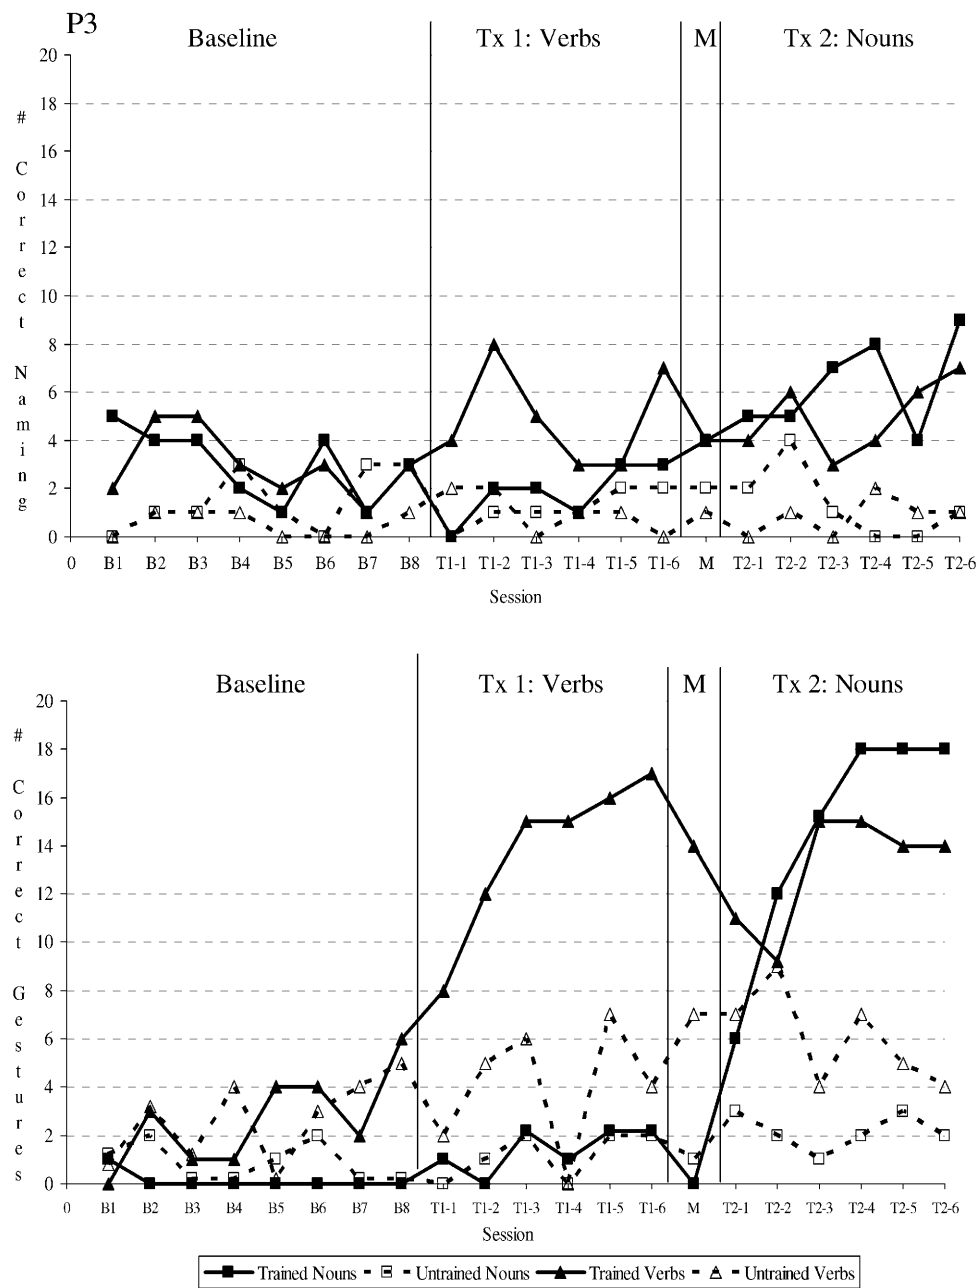 P3
Baseline Tx 1: Verbs M Tx 2: Nouns
20
18
16
14
12
10
8
6
4
2
0
# Correct Naming
0 B1 B2 B3 B4 B5 B6 B7 B8 T1-1 T1-2 T1-3 T1-4 T1-5 T1-6 M T2-1 T2-2 T2-3 T2-4 T2-5 T2-6
Session
Baseline Tx 1: Verbs M Tx 2: Nouns
20
18
16
14
12
10
8
6
4
2
0
# Correct Gestures
0 B1 B2 B3 B4 B5 B6 B7 B8 T1-1 T1-2 T1-3 T1-4 T1-5 T1-6 M T2-1 T2-2 T2-3 T2-4 T2-5 T2-6
Session
Trained Nouns Untrained Nouns Trained Verbs Untrained Verbs